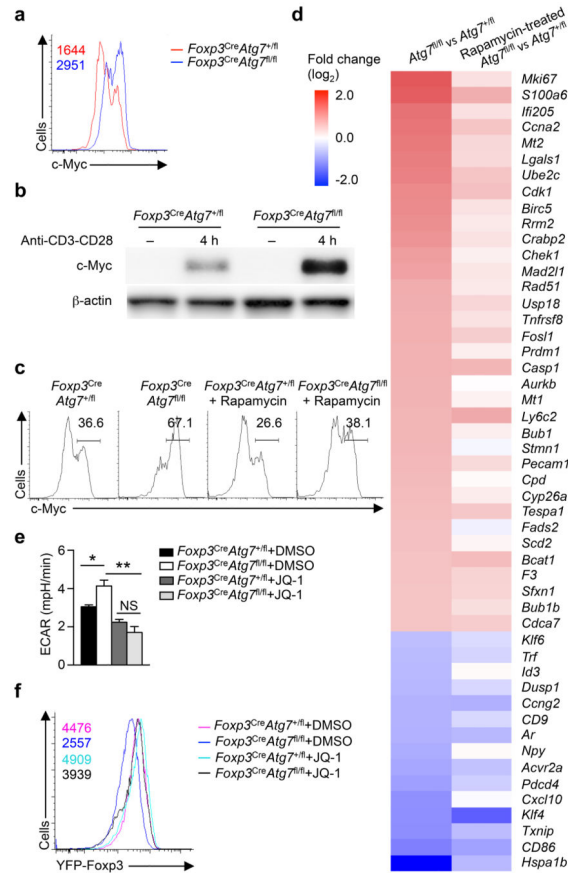 a
1644
2951
Foxp3CreAtg7+/fl
Foxp3CreAtg7fl/fl
Cells
c-Myc
b
Foxp3CreAtg7+/fl Foxp3CreAtg7fl/fl
Anti-CD3-CD28 – 4 h – 4 h
c-Myc
β-actin
c
Foxp3Cre Atg7+/fl
Foxp3Cre Atg7fl/fl
Foxp3CreAtg7+/fl + Rapamycin
Foxp3CreAtg7fl/fl + Rapamycin
36.6 67.1 26.6 38.1
Cells
c-Myc
e
ECAR (mpH/min)
6
4
2
0
* **
NS
Foxp3CreAtg7+/fl+DMSO
Foxp3CreAtg7fl/fl+DMSO
Foxp3CreAtg7+/fl+JQ-1
Foxp3CreAtg7fl/fl+JQ-1
f
4476
2557
4909
3939
Foxp3CreAtg7+/fl+DMSO
Foxp3CreAtg7fl/fl+DMSO
Foxp3CreAtg7+/fl+JQ-1
Foxp3CreAtg7fl/fl+JQ-1
Cells
YFP-Foxp3
d
Fold change
(log2)
2.0
0.0
-2.0
Atg7fl/fl vs Atg7+/fl
Rapamycin-treated
Atg7fl/fl vs Atg7+/fl
Mki67
S100a6
Ifi205
Ccna2
Mt2
Lgals1
Ube2c
Cdk1
Birc5
Rrm2
Crabp2
Chek1
Mad2l1
Rad51
Usp18
Tnfrsf8
Fosl1
Prdm1
Casp1
Aurkb
Mt1
Ly6c2
Bub1
Stmn1
Pecam1
Cpd
Cyp26a
Tespa1
Fads2
Scd2
Bcat1
F3
Sfxn1
Bub1b
Cdca7
Klf6
Trf
Id3
Dusp1
Ccng2
CD9
Ar
Npy
Acvr2a
Pdcd4
Cxcl10
Klf4
Txnip
CD86
Hspa1b